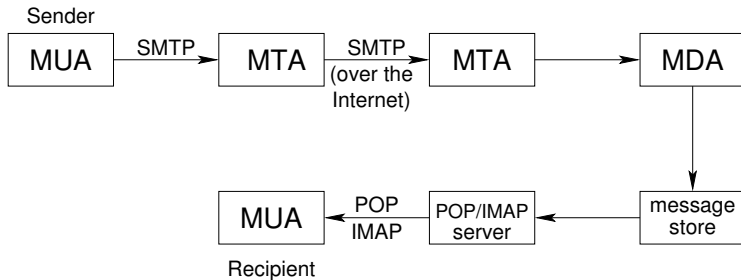 Sender
MUA
SMTP
MTA
SMTP
(over the
Internet)
MTA
MDA
message
store
POP/IMAP
server
POP
IMAP
MUA
Recipient